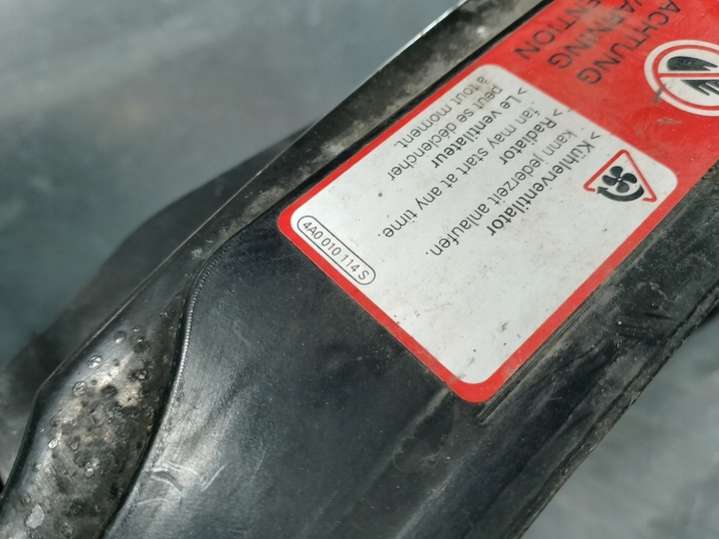 ACHTUNG
WARNING
ATTENTION
> Kühlerventilator
kann jederzeit anlaufen.
> Radiator
fan may start at any time.
> Le ventilateur
peut se déclencher
à tout moment.
4A0 010 114 S